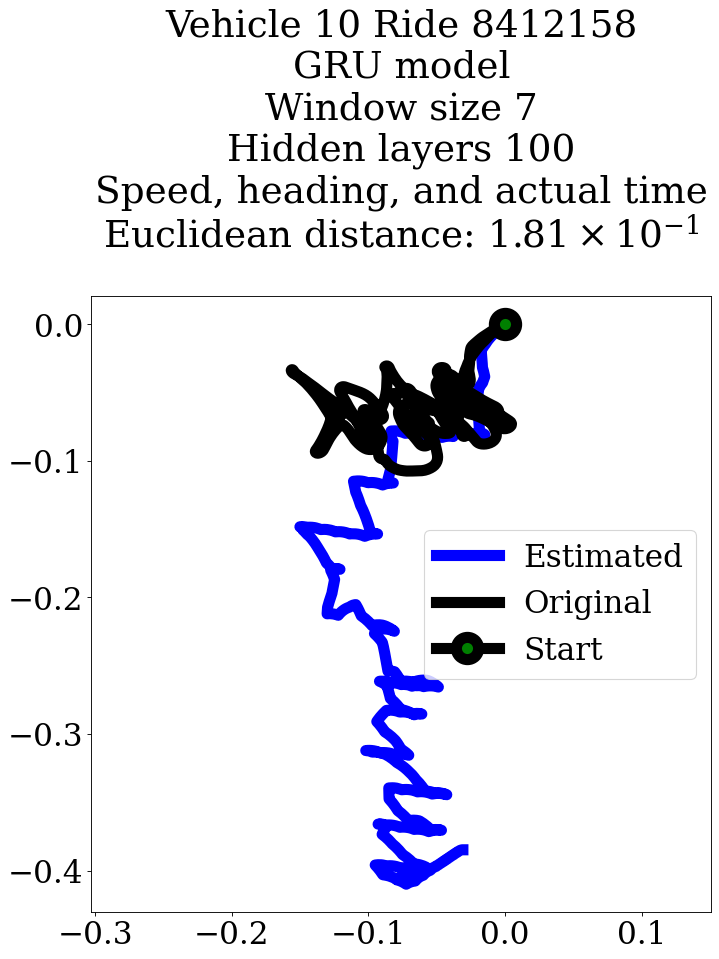 Vehicle 10 Ride 8412158
GRU model
Window size 7
Hidden layers 100
Speed, heading, and actual time
Euclidean distance: 1.81 × 10⁻¹
0.0
−0.1
−0.2
−0.3
−0.4
Estimated
Original
Start
−0.3 −0.2 −0.1 0.0 0.1